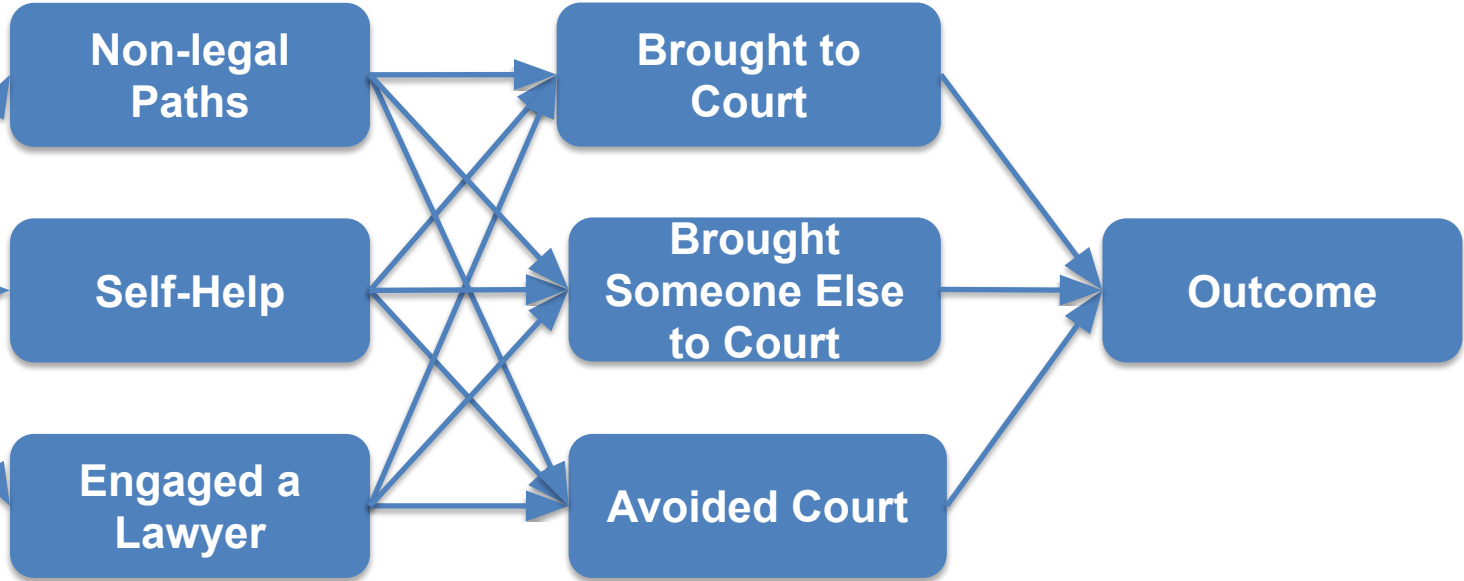 Non-legal
Paths
Brought to
Court
Self-Help
Brought
Someone Else
to Court
Outcome
Engaged a
Lawyer
Avoided Court